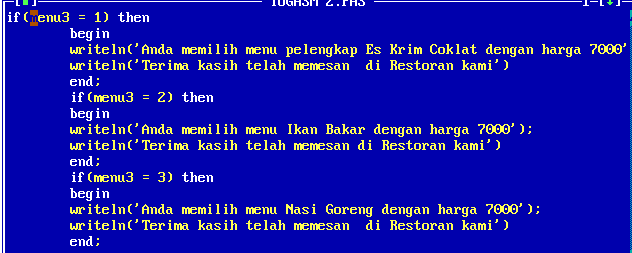 TUGASM~2.PAS
if(menu3 = 1) then
begin
writeln('Anda memilih menu pelengkap Es Krim Coklat dengan harga 7000'
writeln('Terima kasih telah memesan  di Restoran kami')
end;
if(menu3 = 2) then
begin
writeln('Anda memilih menu Ikan Bakar dengan harga 7000');
writeln('Terima kasih telah memesan di Restoran kami')
end;
if(menu3 = 3) then
begin
writeln('Anda memilih menu Nasi Goreng dengan harga 7000');
writeln('Terima kasih telah memesan  di Restoran kami')
end;